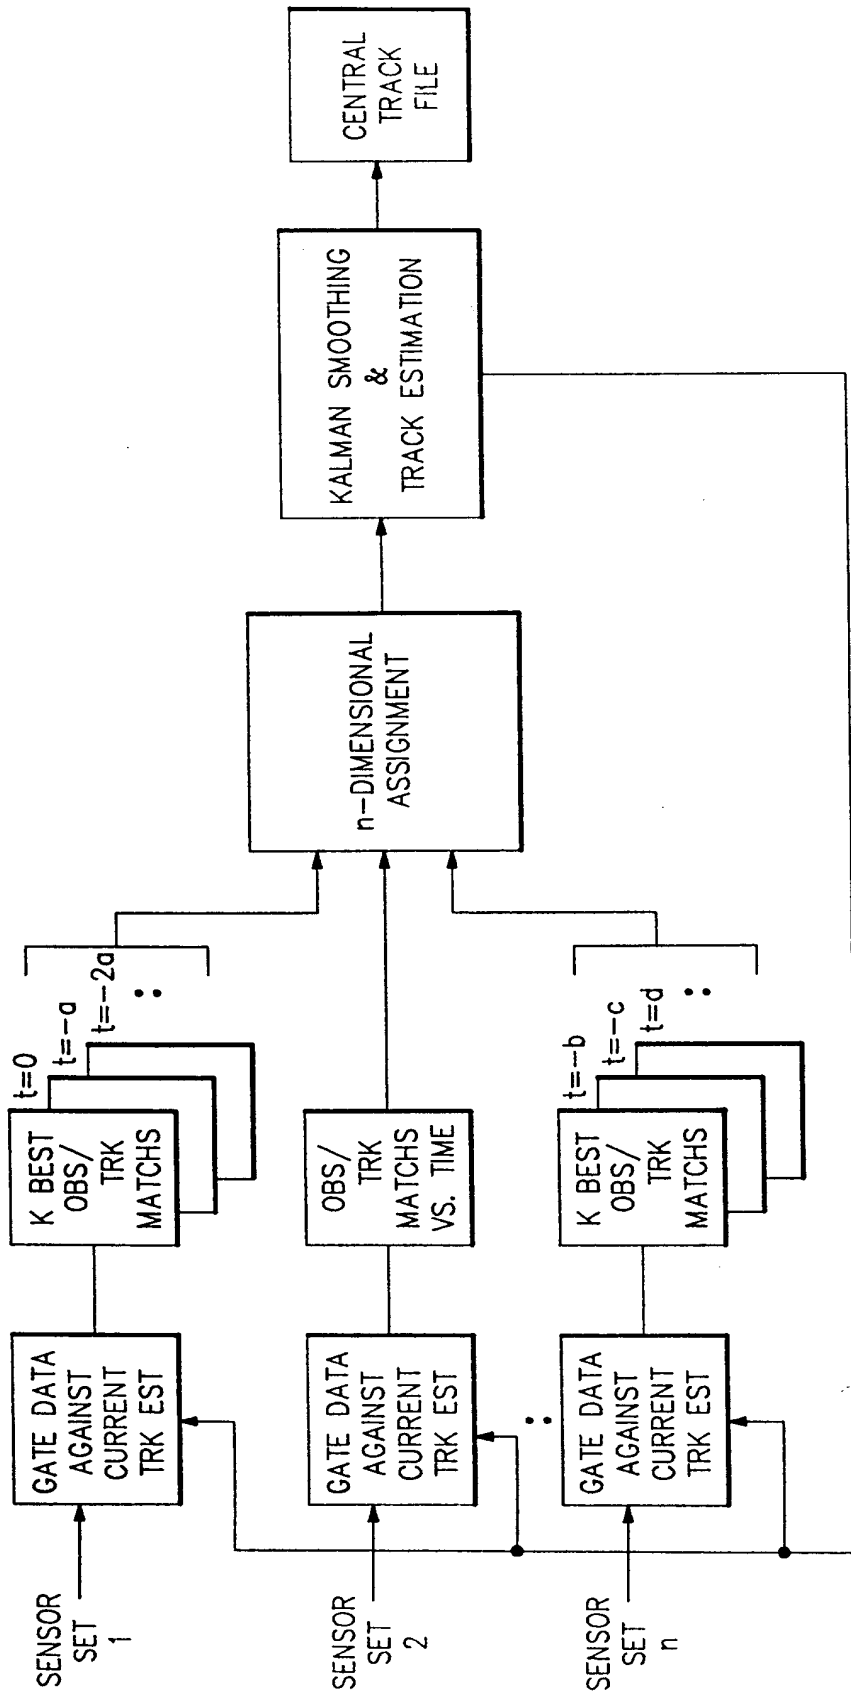 SENSOR
SET
1
GATE DATA
AGAINST
CURRENT
TRK EST
K BEST
OBS/
TRK
MATCHS
t=0
t=-a
t=-2a
:
SENSOR
SET
2
GATE DATA
AGAINST
CURRENT
TRK EST
OBS/
TRK
MATCHS
VS. TIME
:
SENSOR
SET
n
GATE DATA
AGAINST
CURRENT
TRK EST
K BEST
OBS/
TRK
MATCHS
t=-b
t=-c
t=d
:
n-DIMENSIONAL
ASSIGNMENT
KALMAN SMOOTHING
&
TRACK ESTIMATION
CENTRAL
TRACK
FILE